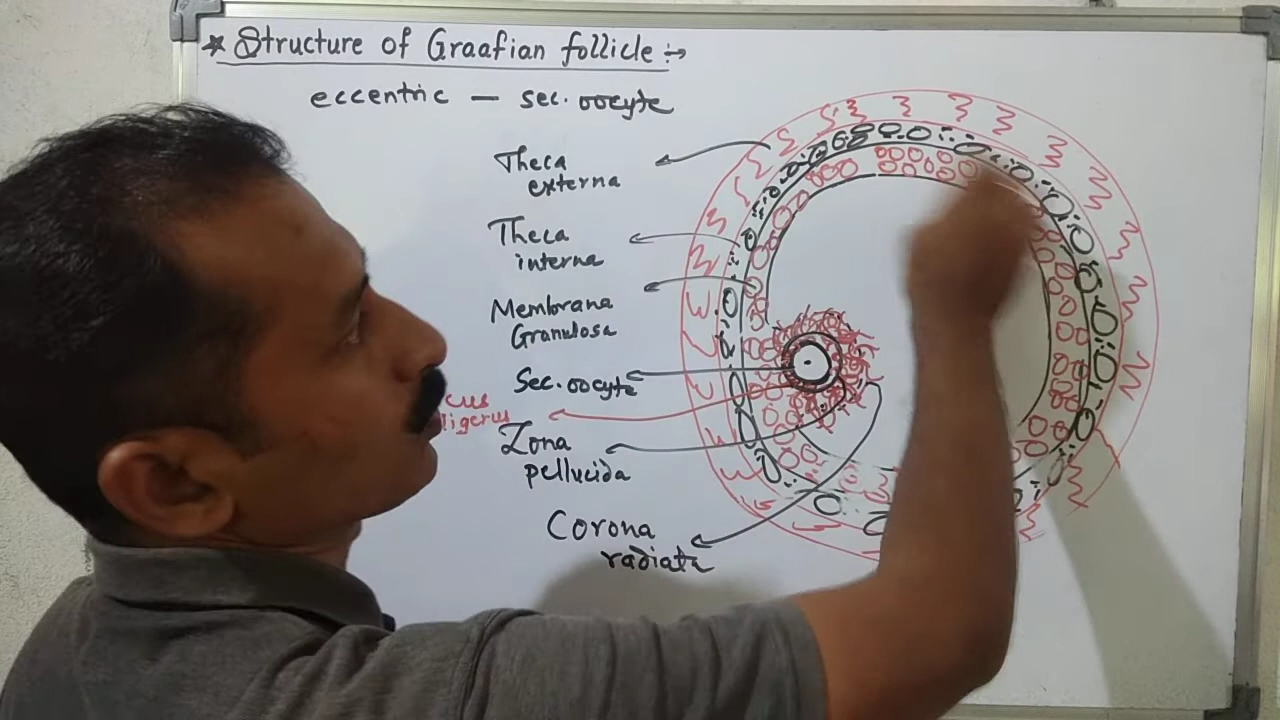 * Structure of Graafian follicle :→
eccentric — sec. oocyte
Theca
externa
Theca
interna
Membrana
Granulosa
Sec. oocyte
Zona
pellucida
Corona
radiata